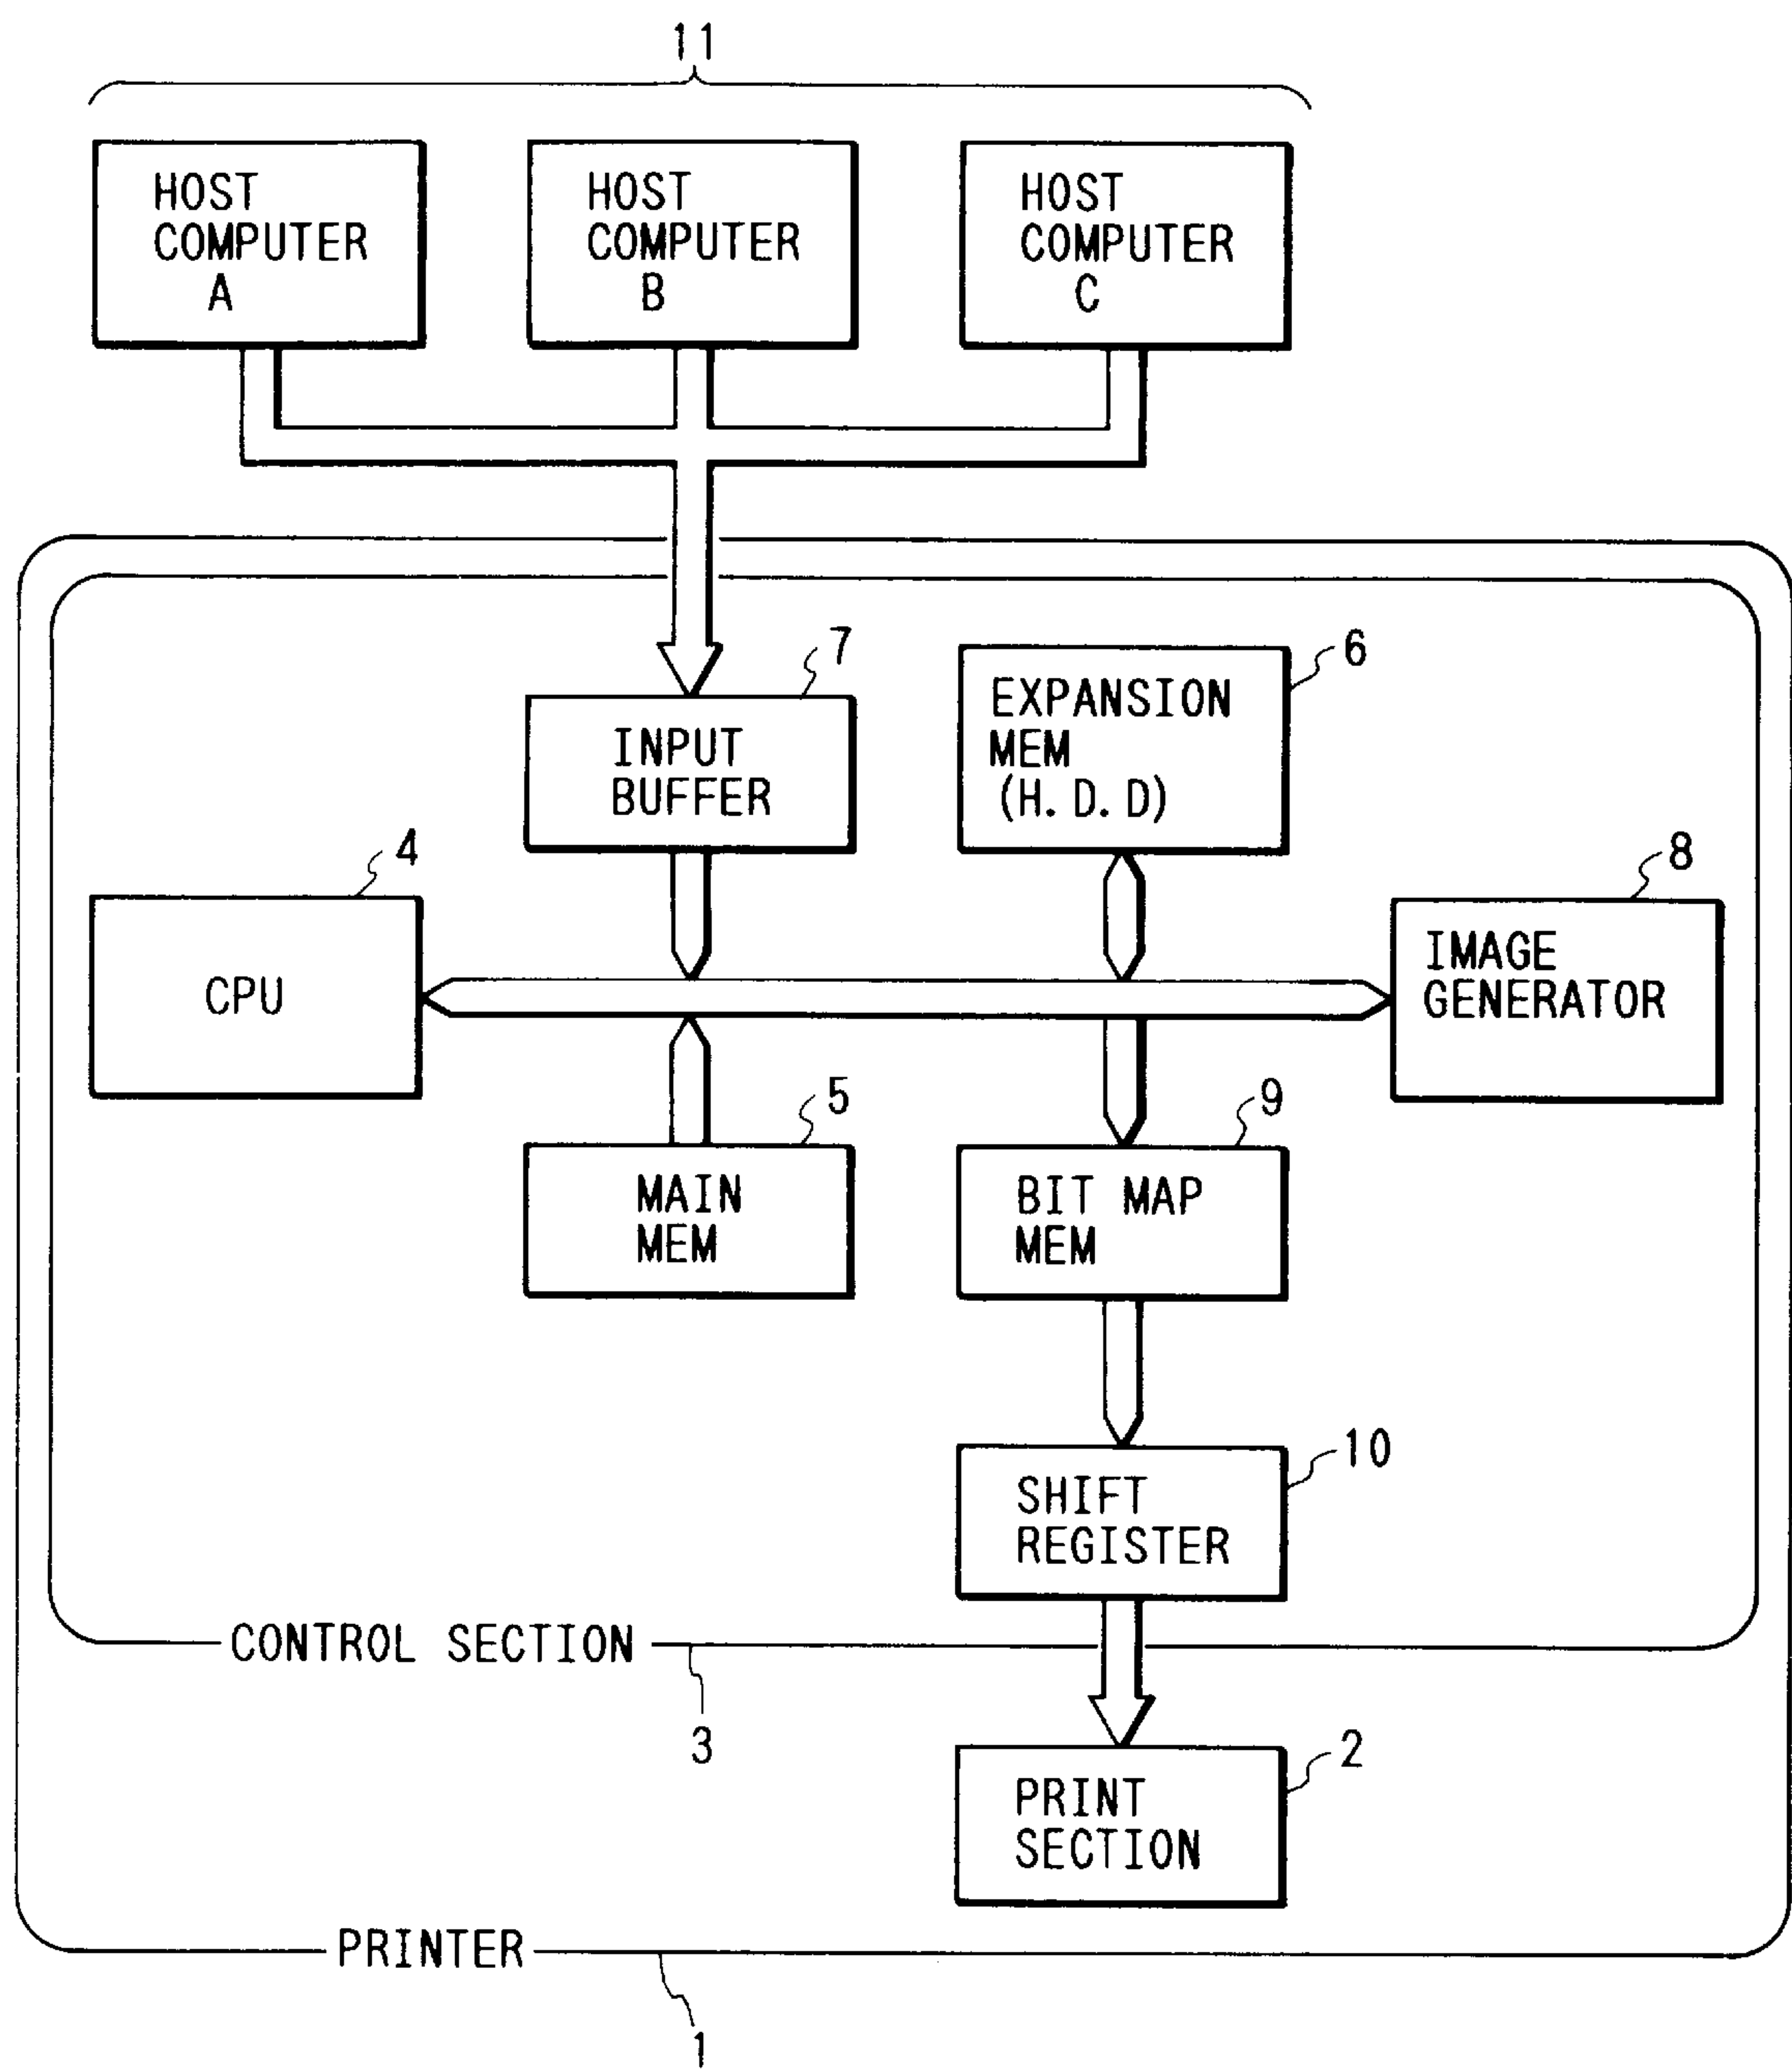 11
HOST
COMPUTER
A
HOST
COMPUTER
B
HOST
COMPUTER
C
7
INPUT
BUFFER
6
EXPANSION
MEM
(H. D. D)
4
CPU
8
IMAGE
GENERATOR
5
MAIN
MEM
9
BIT MAP
MEM
10
SHIFT
REGISTER
CONTROL SECTION
3
2
PRINT
SECTION
PRINTER
1